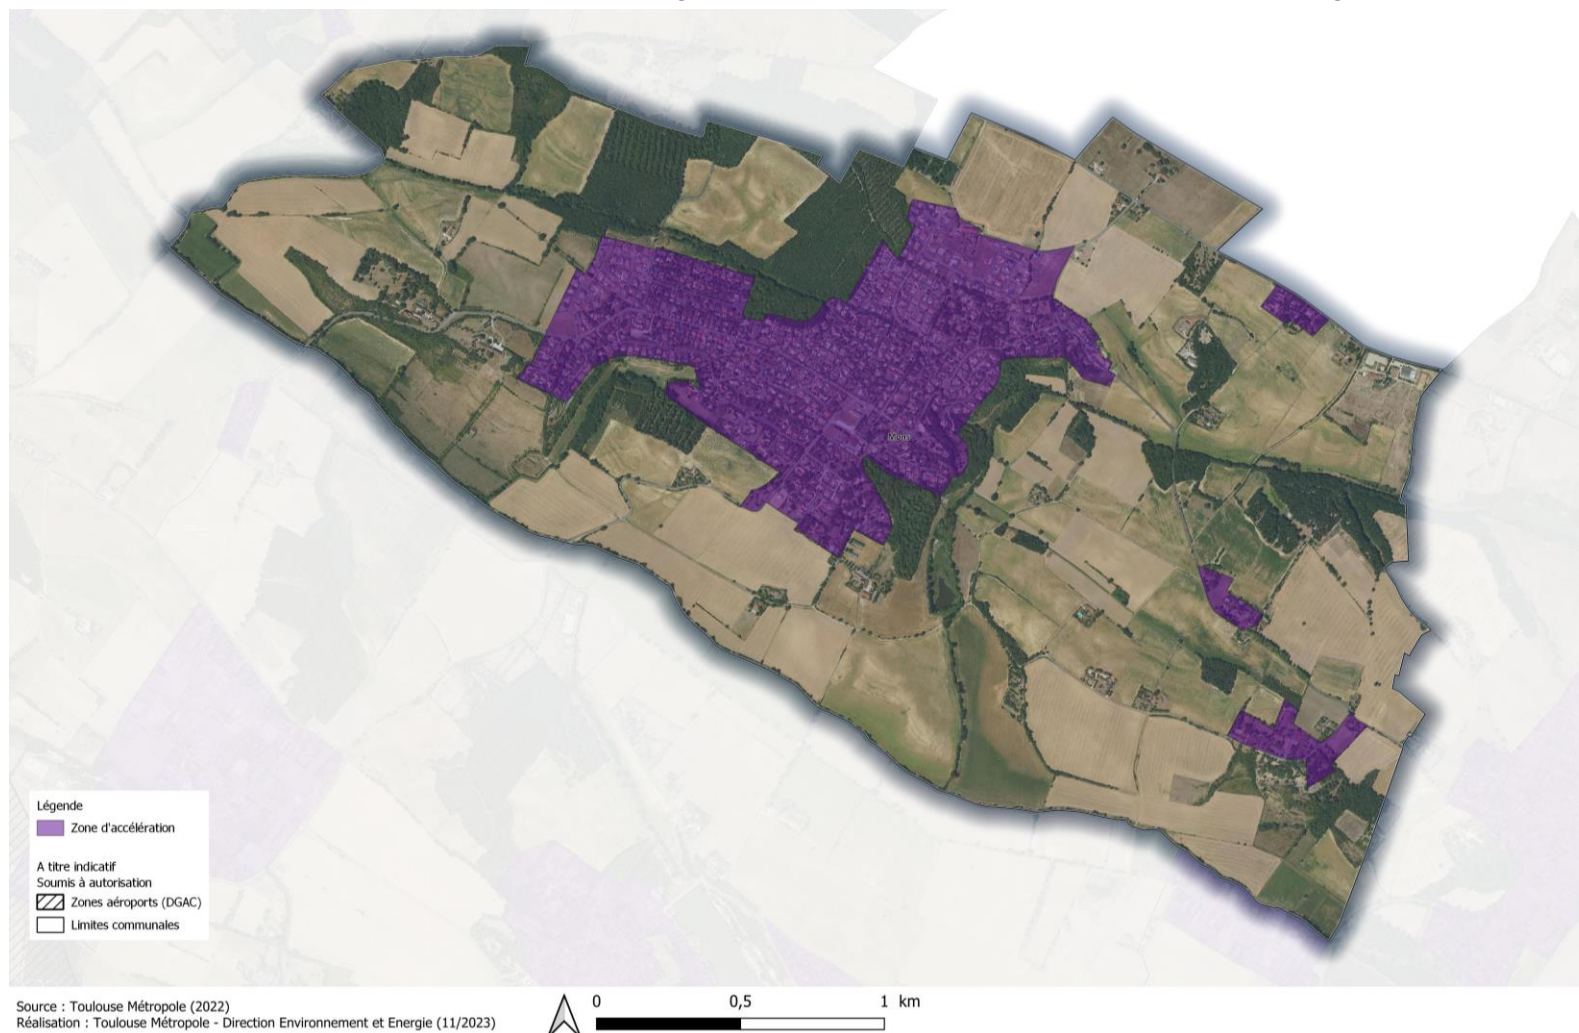 Mons
Légende
Zone d'accélération
A titre indicatif
Soumis à autorisation
Zones aéroports (DGAC)
Limites communales
Source : Toulouse Métropole (2022)
Réalisation : Toulouse Métropole - Direction Environnement et Energie (11/2023)
0 0,5 1 km